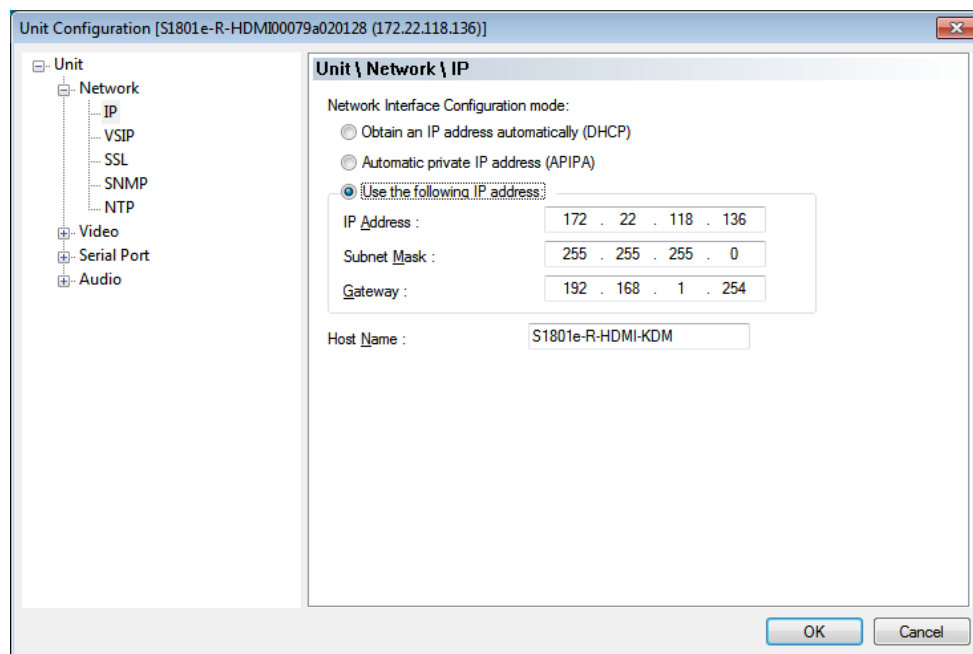 Unit Configuration [S1801e-R-HDMI00079a020128 (172.22.118.136)]
Unit
Network
IP
VSIP
SSL
SNMP
NTP
Video
Serial Port
Audio
Unit \ Network \ IP
Network Interface Configuration mode:
Obtain an IP address automatically (DHCP)
Automatic private IP address (APIPA)
Use the following IP address:
IP Address : 172 . 22 . 118 . 136
Subnet Mask : 255 . 255 . 255 . 0
Gateway : 192 . 168 . 1 . 254
Host Name : S1801e-R-HDMI-KDM
OK Cancel